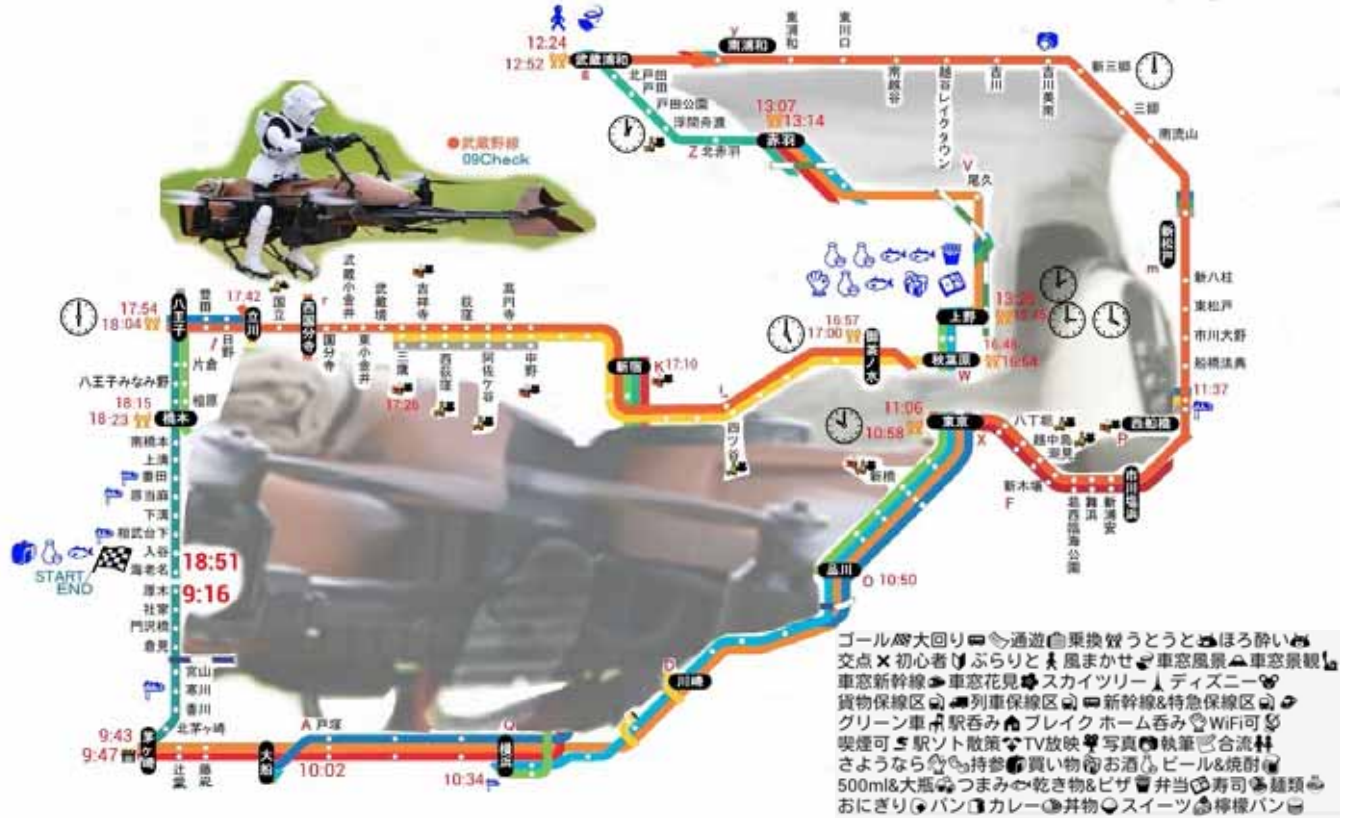 12:24
12:52
武蔵浦和
南浦和
y
東浦和
東川口
南越谷
越谷レイクタウン
吉川
吉川美南
新三郷
三郷
南流山
北戸田
戸田
戸田公園
浮間舟渡
Z 北赤羽
13:07
13:14
赤羽
V
尾久
武蔵野線
09Check
新松戸
m
新八柱
東松戸
市川大野
船橋法典
11:37
西船橋
P
上野
16:48
秋葉原
W
16:57
17:00
御茶ノ水
17:54
18:04
八王子
豊田
日野
17:42
立川
国立
西国分寺
r
国分寺
武蔵小金井
東小金井
武蔵境
三鷹
17:26
吉祥寺
西荻窪
荻窪
阿佐ケ谷
高円寺
中野
新宿
K
17:10
四ツ谷
片倉
八王子みなみ野
相原
18:15
18:23
橋本
南橋本
上溝
番田
原当麻
下溝
相武台下
入谷
海老名
START
END
18:51
9:16
厚木
社家
門沢橋
倉見
宮山
寒川
香川
北茅ヶ崎
9:43
9:47
茅ヶ崎
辻堂
藤沢
大船
A 戸塚
10:02
Q
横浜
10:34
川崎
品川
O 10:50
新橋
11:06
10:58
東京
X
八丁堀
越中島
潮見
新木場
F
葛西臨海公園
舞浜
新浦安
市川塩浜
ゴール 大回り 通遊 乗換 うとうと ほろ酔い
交点 初心者 ぶらりと 風まかせ 車窓風景 車窓景観
車窓新幹線 車窓花見 スカイツリー ディズニー
貨物保線区 列車保線区 新幹線&特急保線区
グリーン車 駅呑み ブレイク ホーム呑み WiFi可
喫煙可 駅ソト散策 TV放映 写真 執筆 合流
さようなら 持参 買い物 お酒 ビール&焼酎
500ml&大瓶 つまみ 乾き物&ピザ 弁当 寿司 麺類
おにぎり パン カレー 丼物 スイーツ 檸檬パン